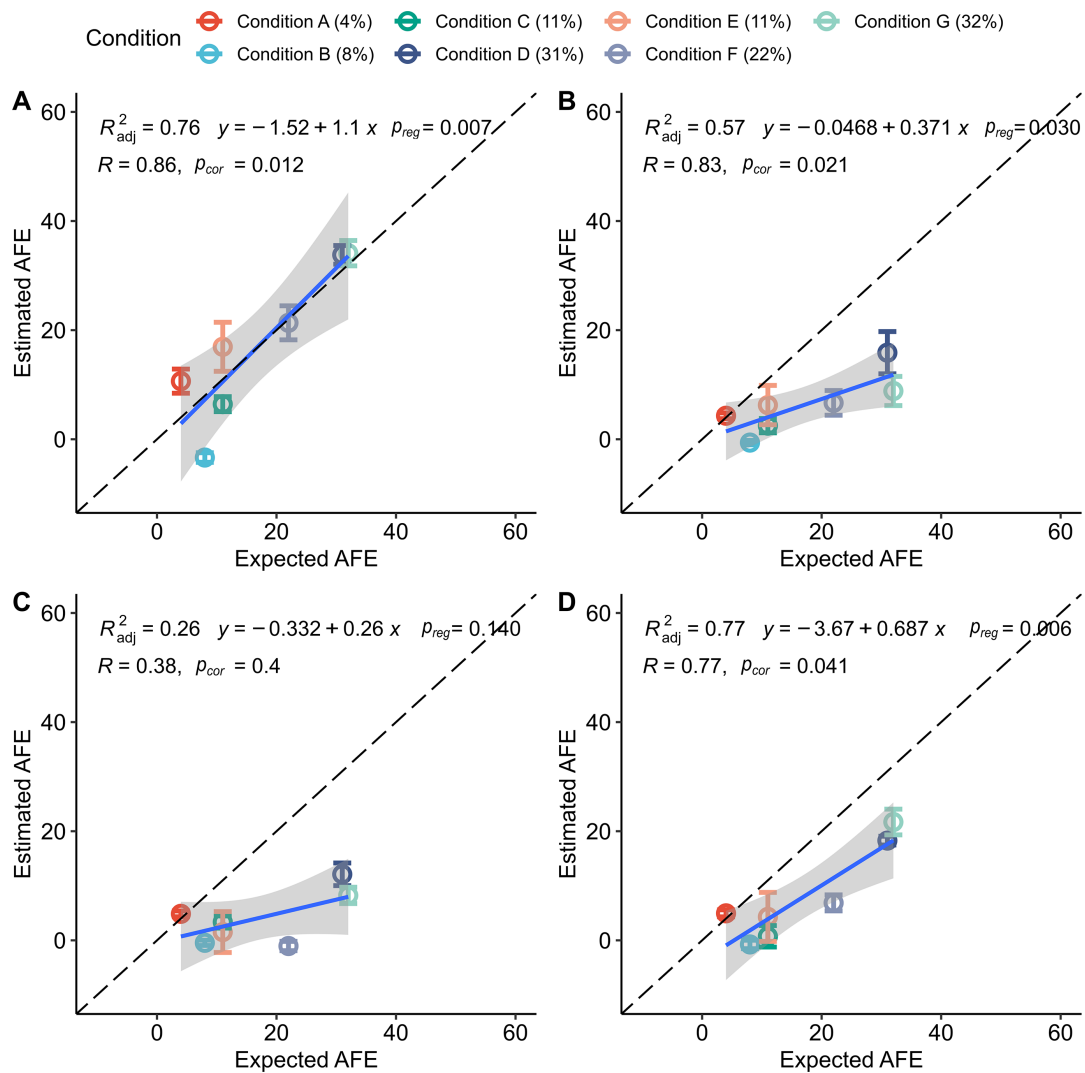 Condition
Condition A (4%) Condition C (11%) Condition E (11%) Condition G (32%)
Condition B (8%) Condition D (31%) Condition F (22%)
A
R²adj = 0.76 y = −1.52 + 1.1 x preg = 0.007
R = 0.86, pcor = 0.012
60
40
20
0
Estimated AFE
0 20 40 60
Expected AFE
B
R²adj = 0.57 y = −0.0468 + 0.371 x preg = 0.030
R = 0.83, pcor = 0.021
60
40
20
0
Estimated AFE
0 20 40 60
Expected AFE
C
R²adj = 0.26 y = −0.332 + 0.26 x preg = 0.140
R = 0.38, pcor = 0.4
60
40
20
0
Estimated AFE
0 20 40 60
Expected AFE
D
R²adj = 0.77 y = −3.67 + 0.687 x preg = 0.006
R = 0.77, pcor = 0.041
60
40
20
0
Estimated AFE
0 20 40 60
Expected AFE